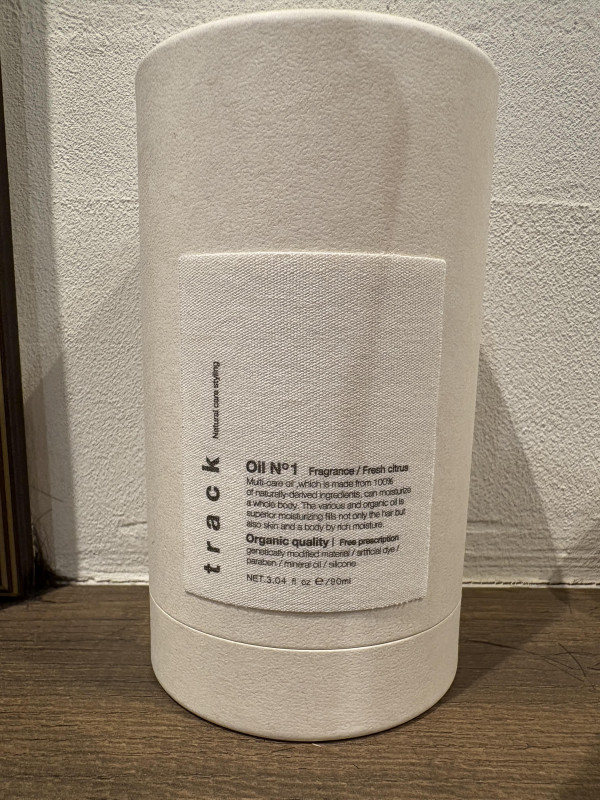 track
Natural care styling
Oil Nº1 Fragrance / Fresh citrus
Multi-care oil ,which is made from 100%
of naturally-derived ingredients, can moisturize
a whole body. The various and organic oil is
superior moisturizing fills not only the hair but
also skin and a body by rich moisture.
Organic quality | Free prescription
genetically modified material / artificial dye /
paraben / mineral oil / silicone
NET.3.04 fl oz ℮/90ml